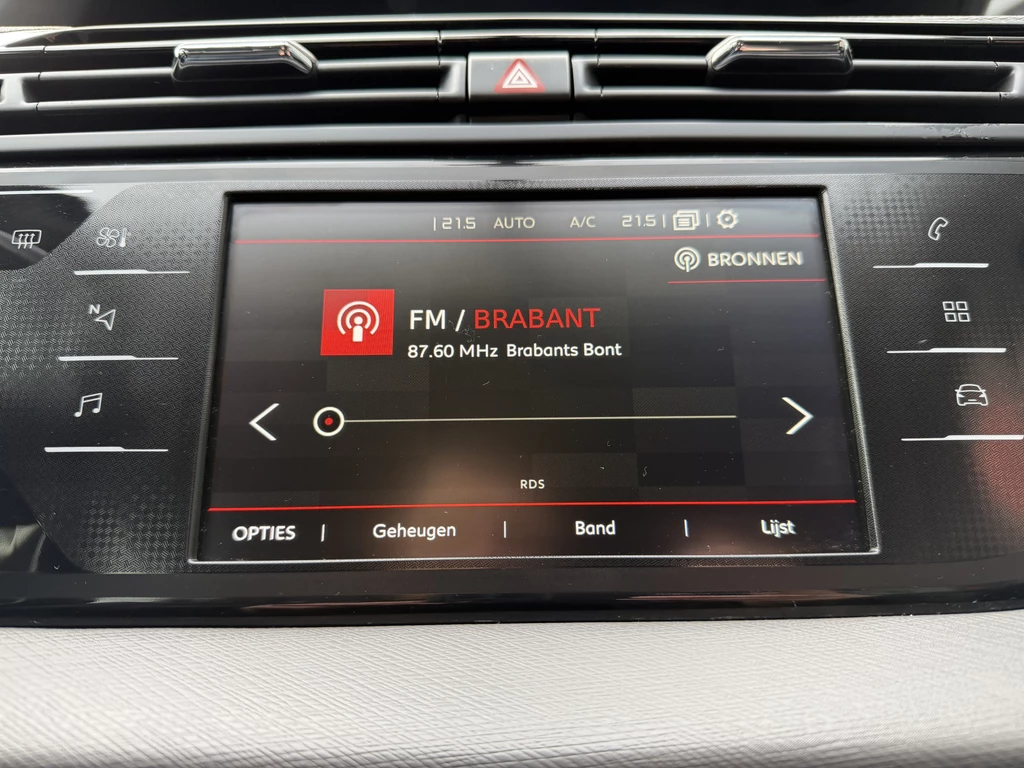 |21.5 AUTO A/C 21.5|
BRONNEN
N
FM / BRABANT
87.60 MHz Brabants Bont
RDS
OPTIES | Geheugen | Band | Lijst